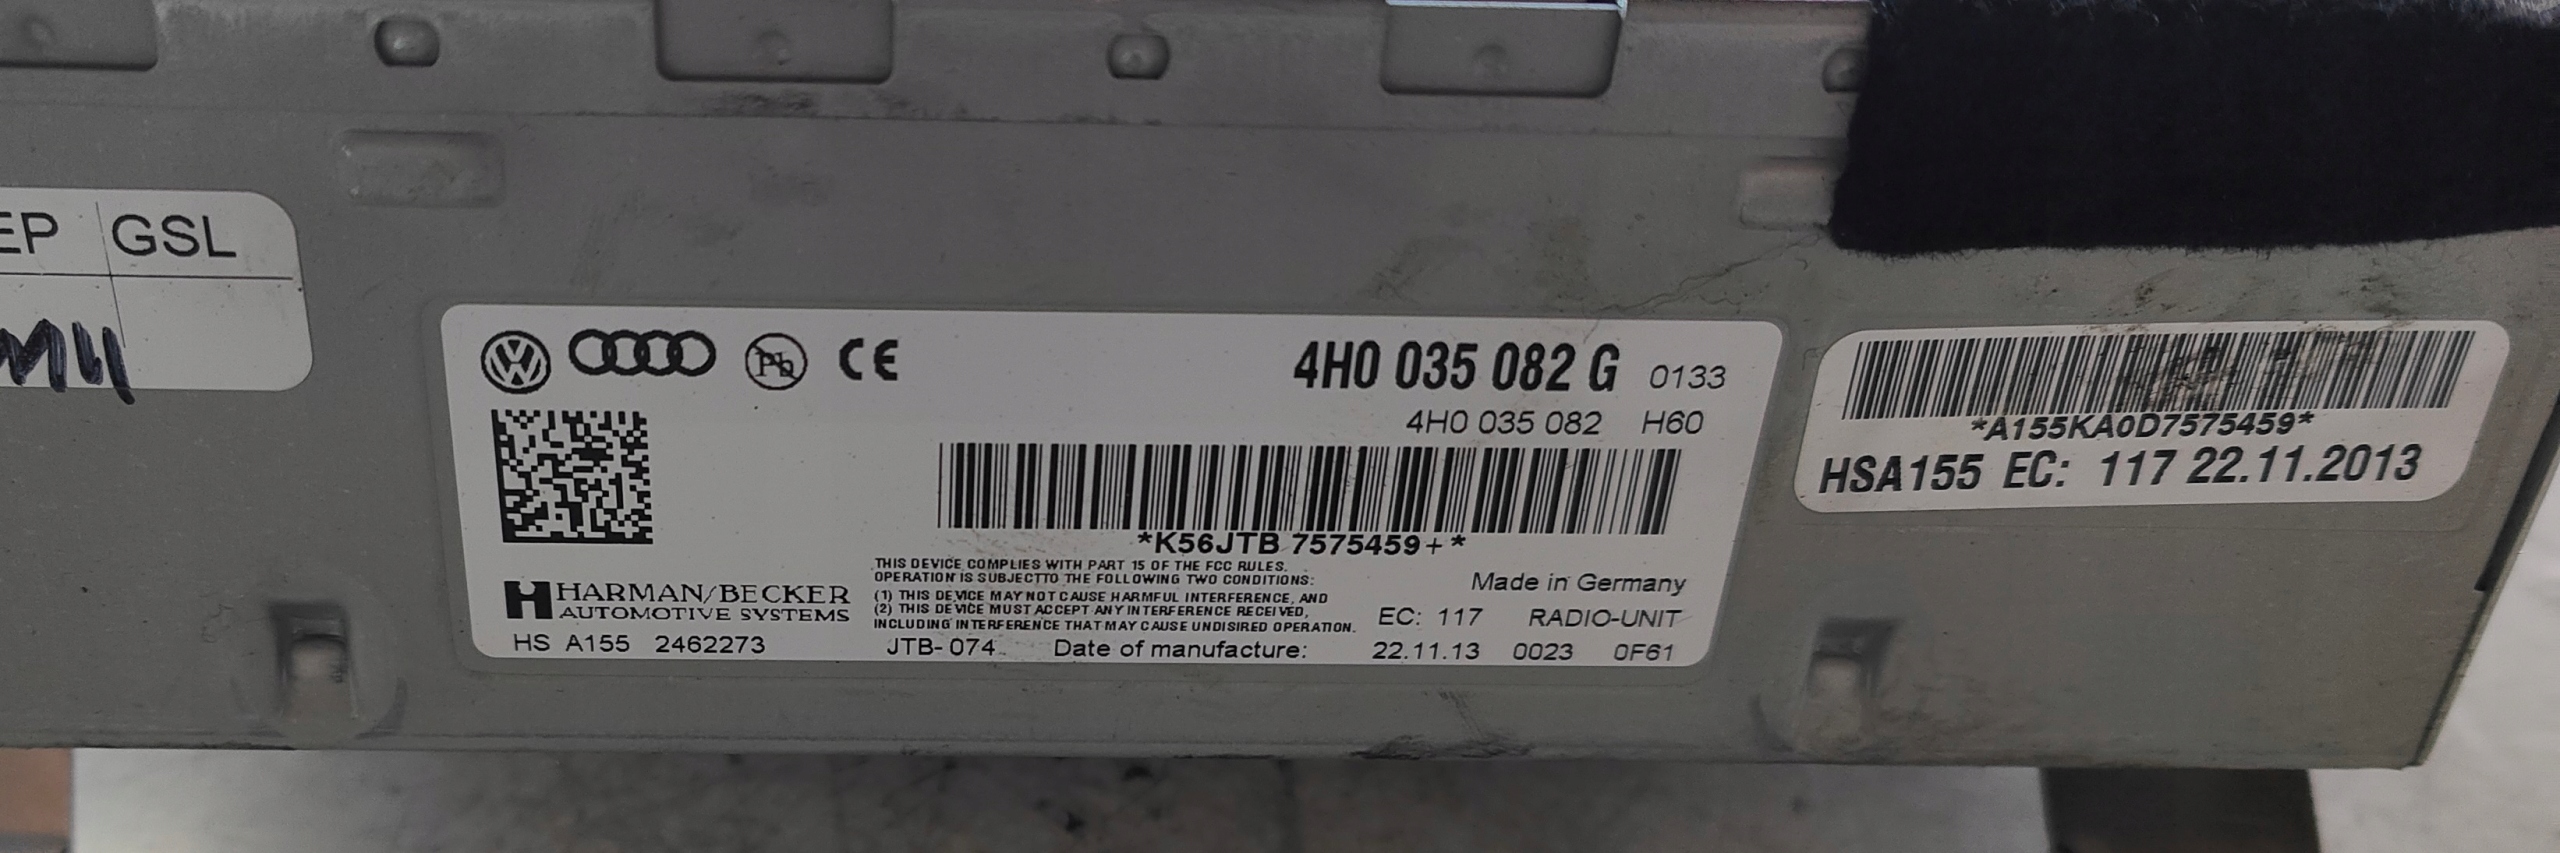 GSL
4H0 035 082 G 0133
4H0 035 082 H60
*K56JTB 7575459+*
THIS DEVICE COMPLIES WITH PART 15 OF THE FCC RULES.
OPERATION IS SUBJECTTO THE FOLLOWING TWO CONDITIONS:
(1) THIS DEVICE MAY NOT CAUSE HARMFUL INTERFERENCE, AND
(2) THIS DEVICE MUST ACCEPT ANY INTERFERENCE RECEIVED,
INCLUDING INTERFERENCE THAT MAY CAUSE UNDISIRED OPERATION.
HARMAN/BECKER
AUTOMOTIVE SYSTEMS
Made in Germany
EC: 117 RADIO-UNIT
HS A155 2462273 JTB-074 Date of manufacture: 22.11.13 0023 0F61
*A155KA0D7575459*
HSA155 EC: 117 22.11.2013
Pb
CE